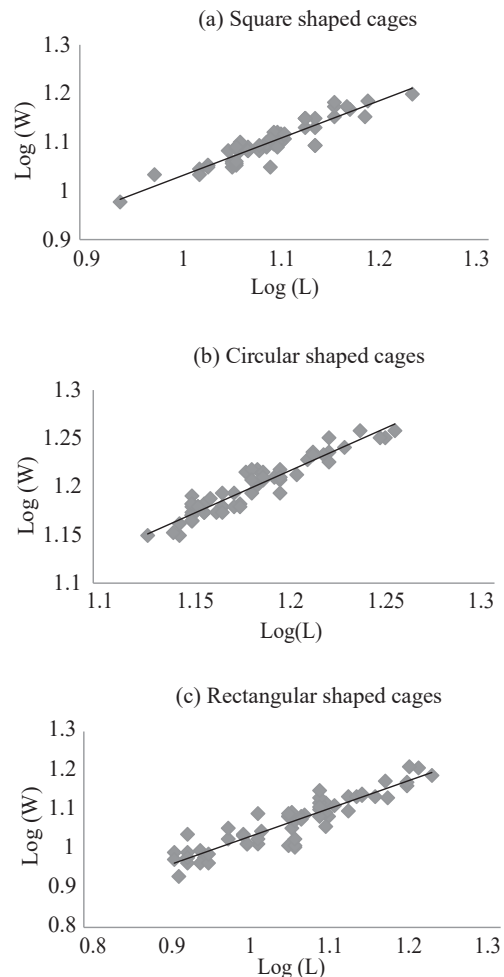 (a) Square shaped cages
1.3
1.2
1.1
1
0.9
Log (W)
0.9 1 1.1 1.2 1.3
Log (L)
(b) Circular shaped cages
1.3
1.25
1.2
1.15
1.1
Log (W)
1.1 1.15 1.2 1.25 1.3
Log(L)
(c) Rectangular shaped cages
1.3
1.2
1.1
1
0.9
0.8
Log (W)
0.8 0.9 1 1.1 1.2 1.3
Log (L)